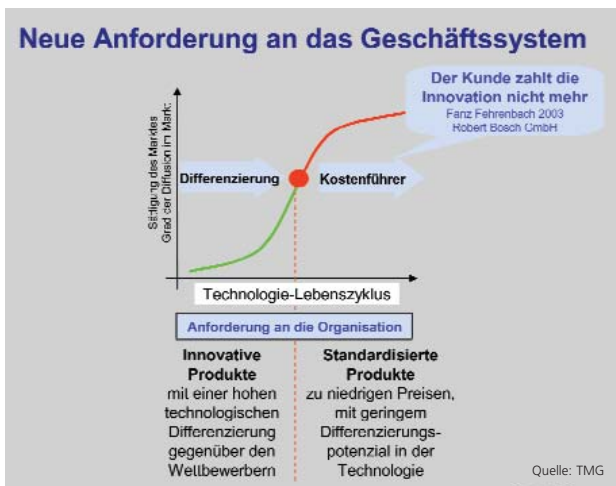 Neue Anforderung an das Geschäftssystem
Der Kunde zahlt die
Innovation nicht mehr
Fanz Fehrenbach 2003
Robert Bosch GmbH
Sättigung des Marktes
Grad der Diffusion im Markt
Differenzierung
Kostenführer
Technologie-Lebenszyklus
Anforderung an die Organisation
Innovative
Produkte
mit einer hohen
technologischen
Differenzierung
gegenüber den
Wettbewerbern
Standardisierte
Produkte
zu niedrigen Preisen,
mit geringem
Differenzierungs-
potenzial in der
Technologie
Quelle: TMG